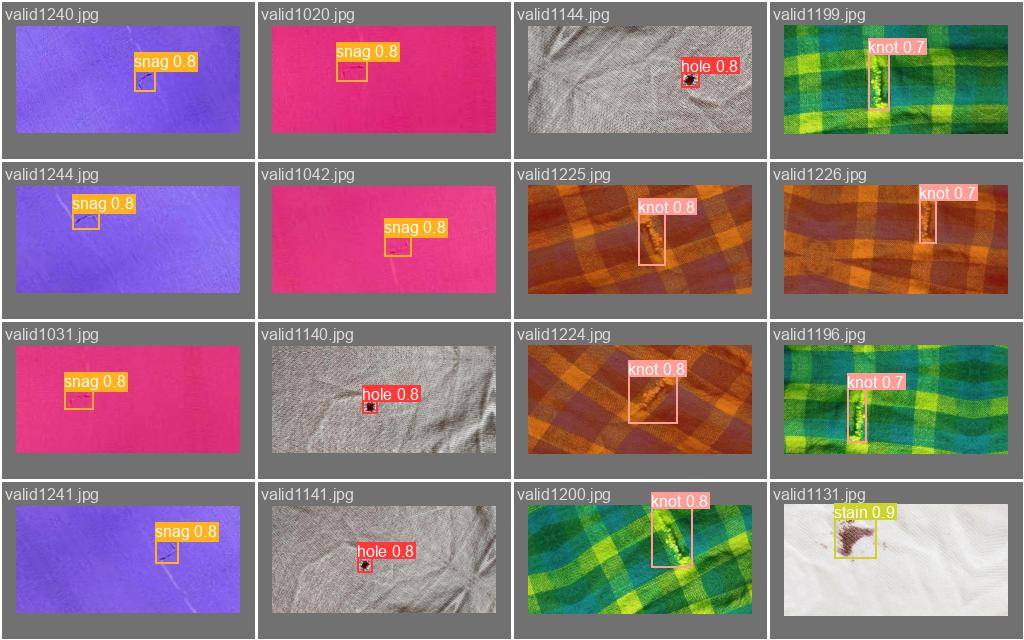 valid1240.jpg
snag 0.8
valid1020.jpg
snag 0.8
valid1144.jpg
hole 0.8
valid1199.jpg
knot 0.7
valid1244.jpg
snag 0.8
valid1042.jpg
snag 0.8
valid1225.jpg
knot 0.8
valid1226.jpg
knot 0.7
valid1031.jpg
snag 0.8
valid1140.jpg
hole 0.8
valid1224.jpg
knot 0.8
valid1196.jpg
knot 0.7
valid1241.jpg
snag 0.8
valid1141.jpg
hole 0.8
valid1200.jpg
knot 0.8
valid1131.jpg
stain 0.9